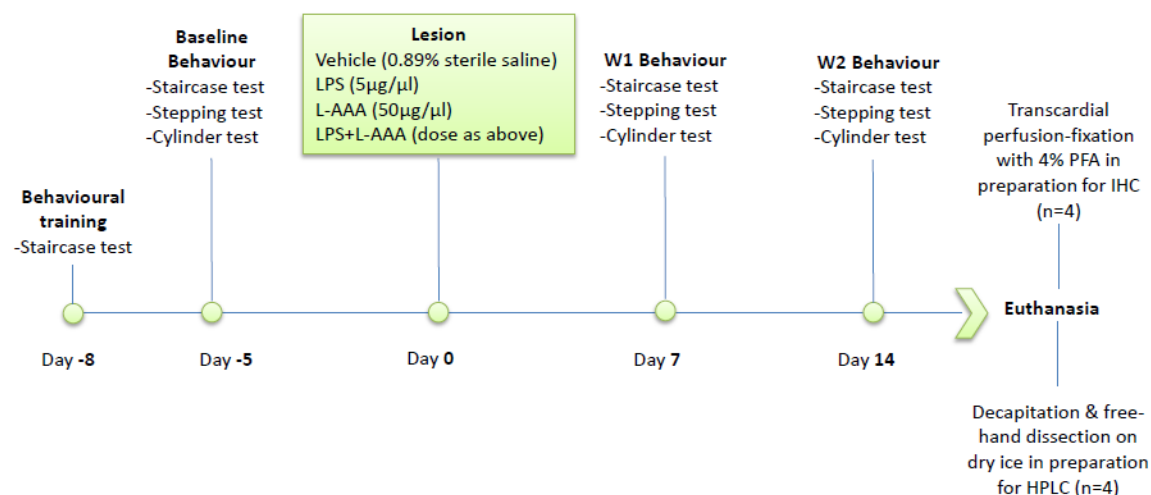 Behavioural
training
-Staircase test
Baseline
Behaviour
-Staircase test
-Stepping test
-Cylinder test
Lesion
Vehicle (0.89% sterile saline)
LPS (5µg/µl)
L-AAA (50µg/µl)
LPS+L-AAA (dose as above)
W1 Behaviour
-Staircase test
-Stepping test
-Cylinder test
W2 Behaviour
-Staircase test
-Stepping test
-Cylinder test
Transcardial
perfusion-fixation
with 4% PFA in
preparation for IHC
(n=4)
Euthanasia
Day -8
Day -5
Day 0
Day 7
Day 14
Decapitation & free-
hand dissection on
dry ice in preparation
for HPLC (n=4)